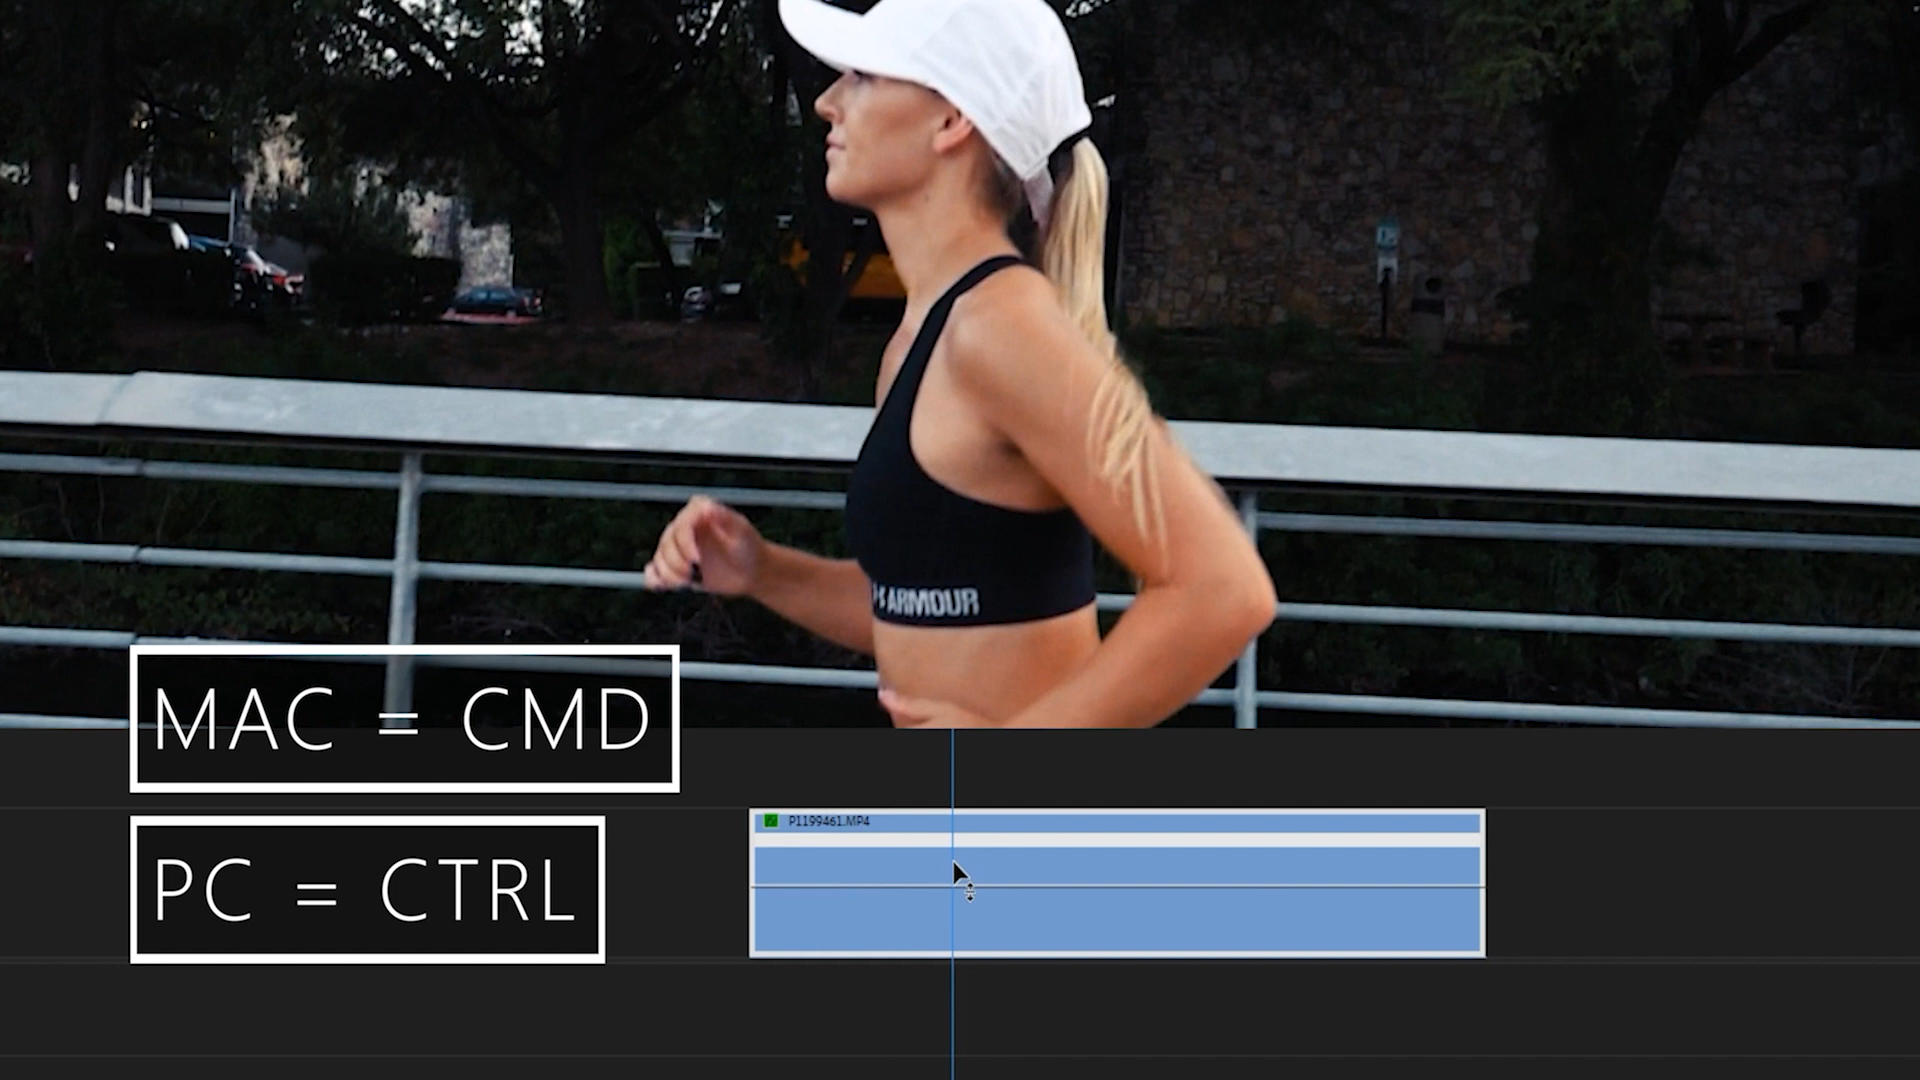 ARMOUR
MAC = CMD
P1199461.MP4
PC = CTRL